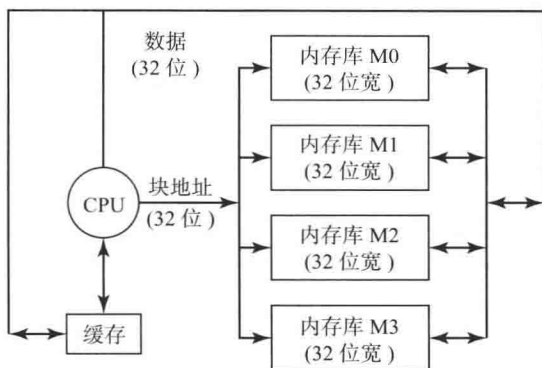 数据
(32 位 )
内存库 M0
(32 位宽 )
内存库 M1
(32 位宽 )
CPU
块地址
(32 位 )
内存库 M2
(32 位宽 )
缓存
内存库 M3
(32 位宽 )